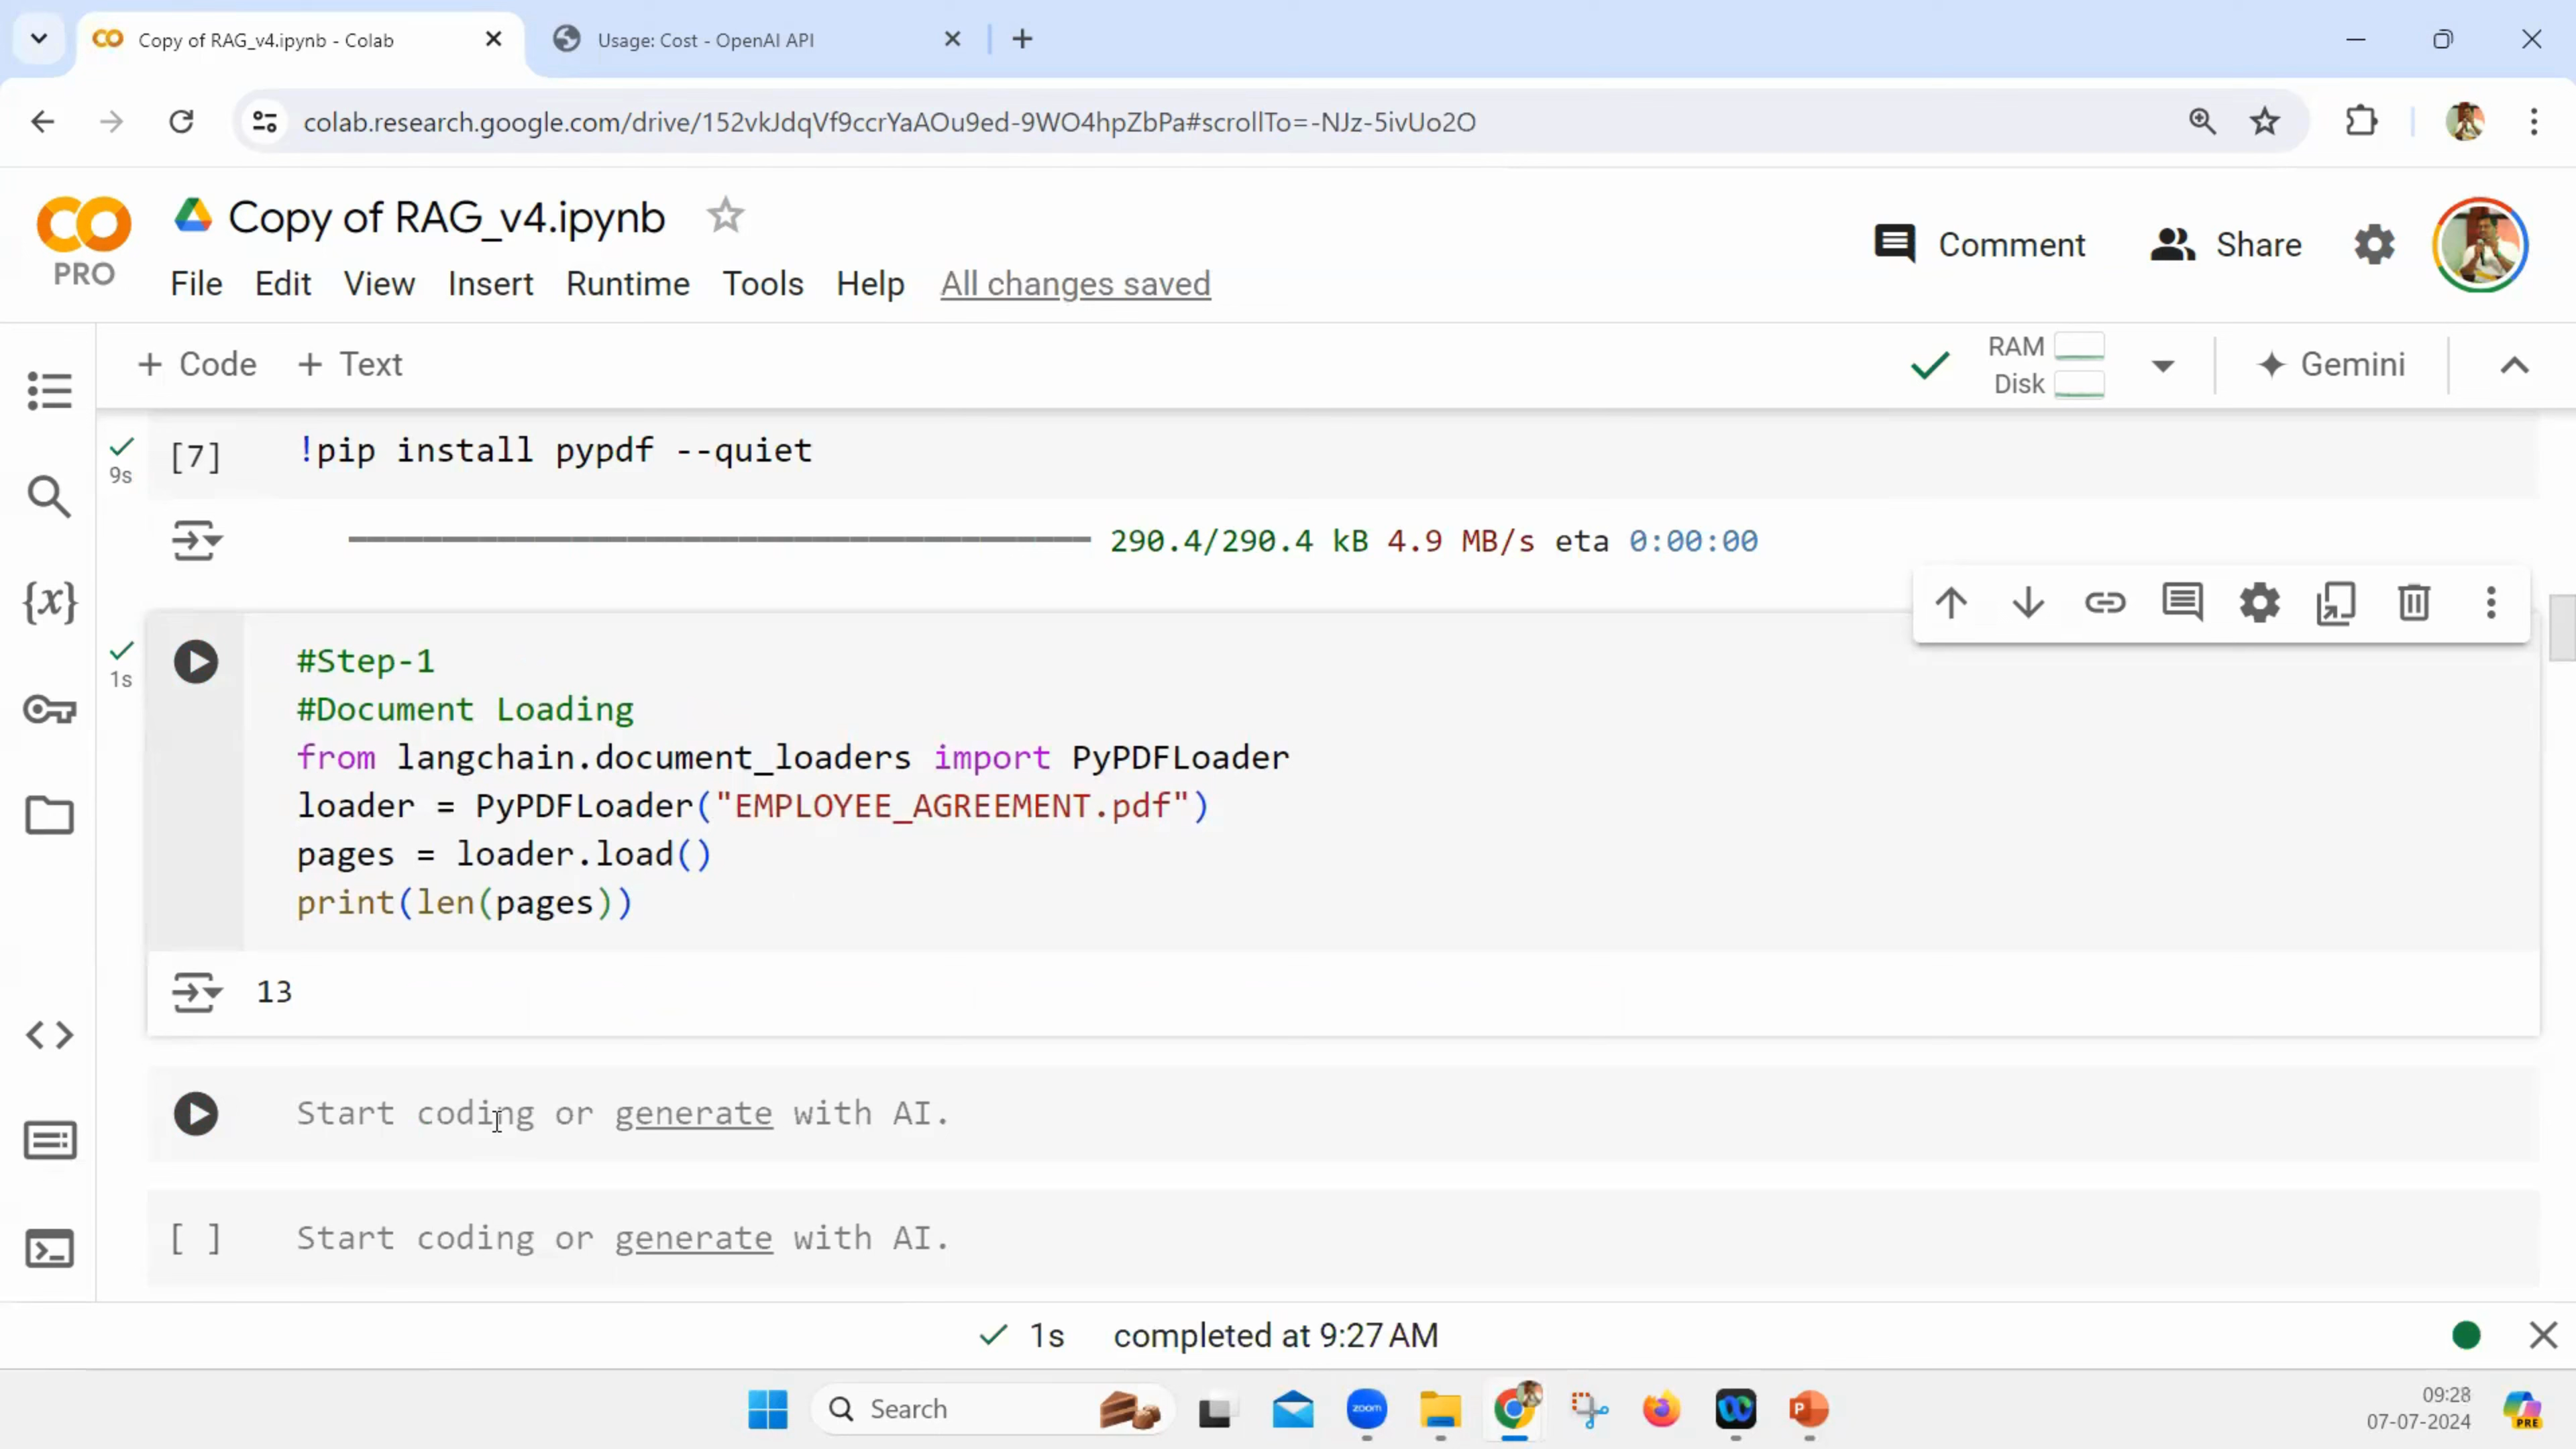 Copy of RAG_v4.ipynb - Colab
Usage: Cost - OpenAI API
colab.research.google.com/drive/152vkJdqVf9ccrYaAOu9ed-9WO4hpZbPa#scrollTo=-NJz-5ivUo2O
CO
PRO
Copy of RAG_v4.ipynb
File Edit View Insert Runtime Tools Help All changes saved
Comment
Share
+ Code + Text
RAM
Disk
Gemini
9s
[7]
!pip install pypdf --quiet
290.4/290.4 kB 4.9 MB/s eta 0:00:00
{x}
1s
#Step-1
#Document Loading
from langchain.document_loaders import PyPDFLoader
loader = PyPDFLoader("EMPLOYEE_AGREEMENT.pdf")
pages = loader.load()
print(len(pages))
13
Start coding or generate with AI.
[ ] Start coding or generate with AI.
1s completed at 9:27 AM
Search
zoom
P
09:28
07-07-2024
PRE